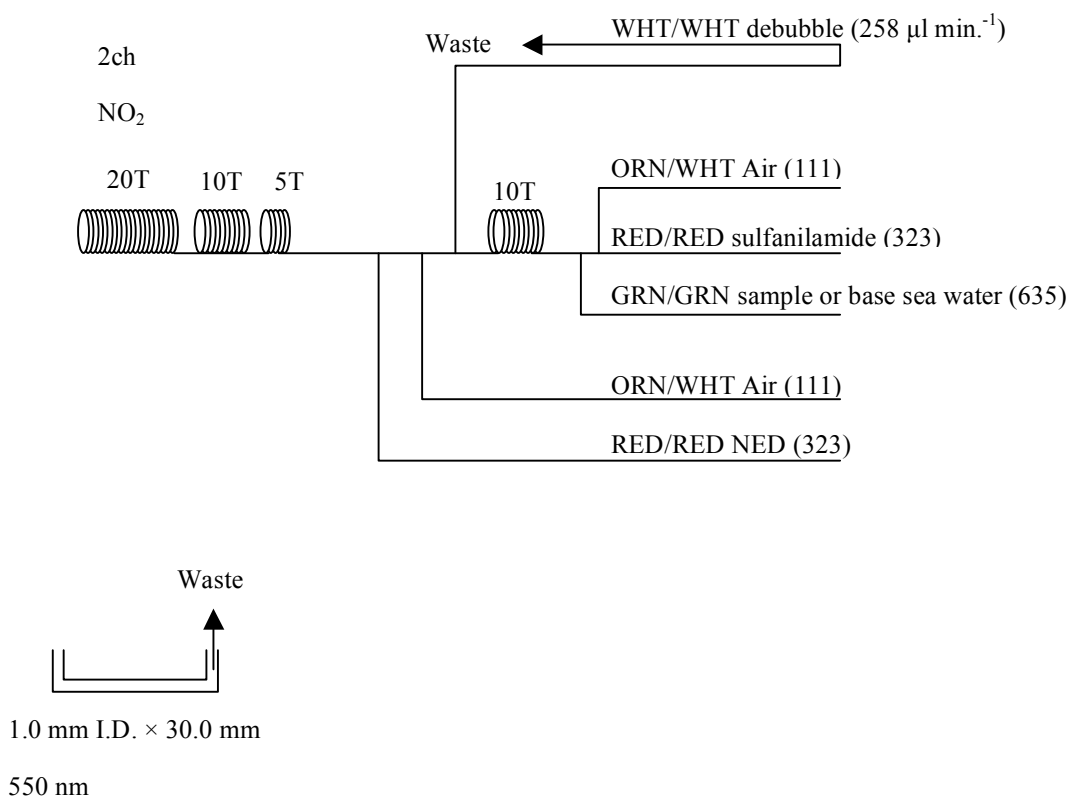 WHT/WHT debubble (258 µl min.⁻¹)
Waste
2ch
NO₂
20T
10T
5T
10T
ORN/WHT Air (111)
RED/RED sulfanilamide (323)
GRN/GRN sample or base sea water (635)
ORN/WHT Air (111)
RED/RED NED (323)
Waste
1.0 mm I.D. × 30.0 mm
550 nm